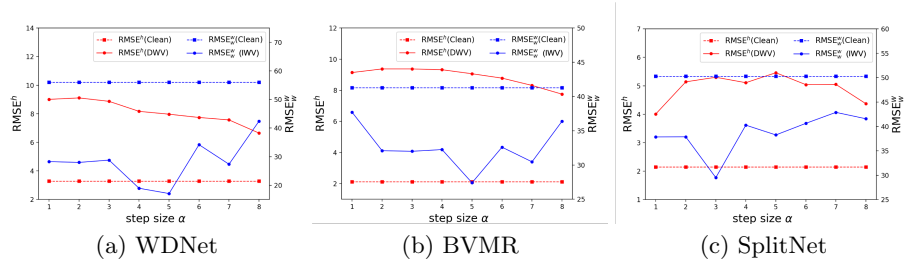 14
12
10
8
6
4
2
RMSE^h
RMSE^h(Clean)
RMSE^h(DWV)
RMSE^w_w(Clean)
RMSE^w_w (IWV)
70
60
50
40
30
20
RMSE^w_w
1 2 3 4 5 6 7 8
step size α
(a) WDNet
12
10
8
6
4
2
RMSE^h
RMSE^h(Clean)
RMSE^h(DWV)
RMSE^w_w(Clean)
RMSE^w_w (IWV)
50
45
40
35
30
25
RMSE^w_w
1 2 3 4 5 6 7 8
step size α
(b) BVMR
7
6
5
4
3
2
1
RMSE^h
RMSE^h(Clean)
RMSE^h(DWV)
RMSE^w_w(Clean)
RMSE^w_w (IWV)
60
55
50
45
40
35
30
25
RMSE^w_w
1 2 3 4 5 6 7 8
step size α
(c) SplitNet